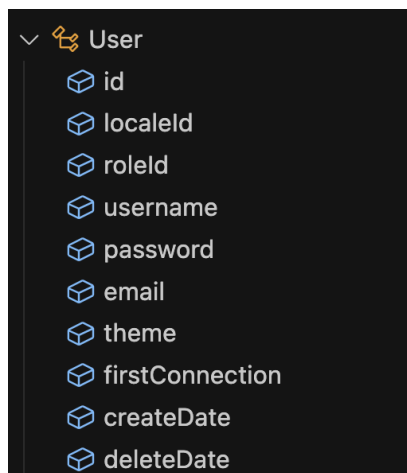 User
id
localeId
roleId
username
password
email
theme
firstConnection
createDate
deleteDate